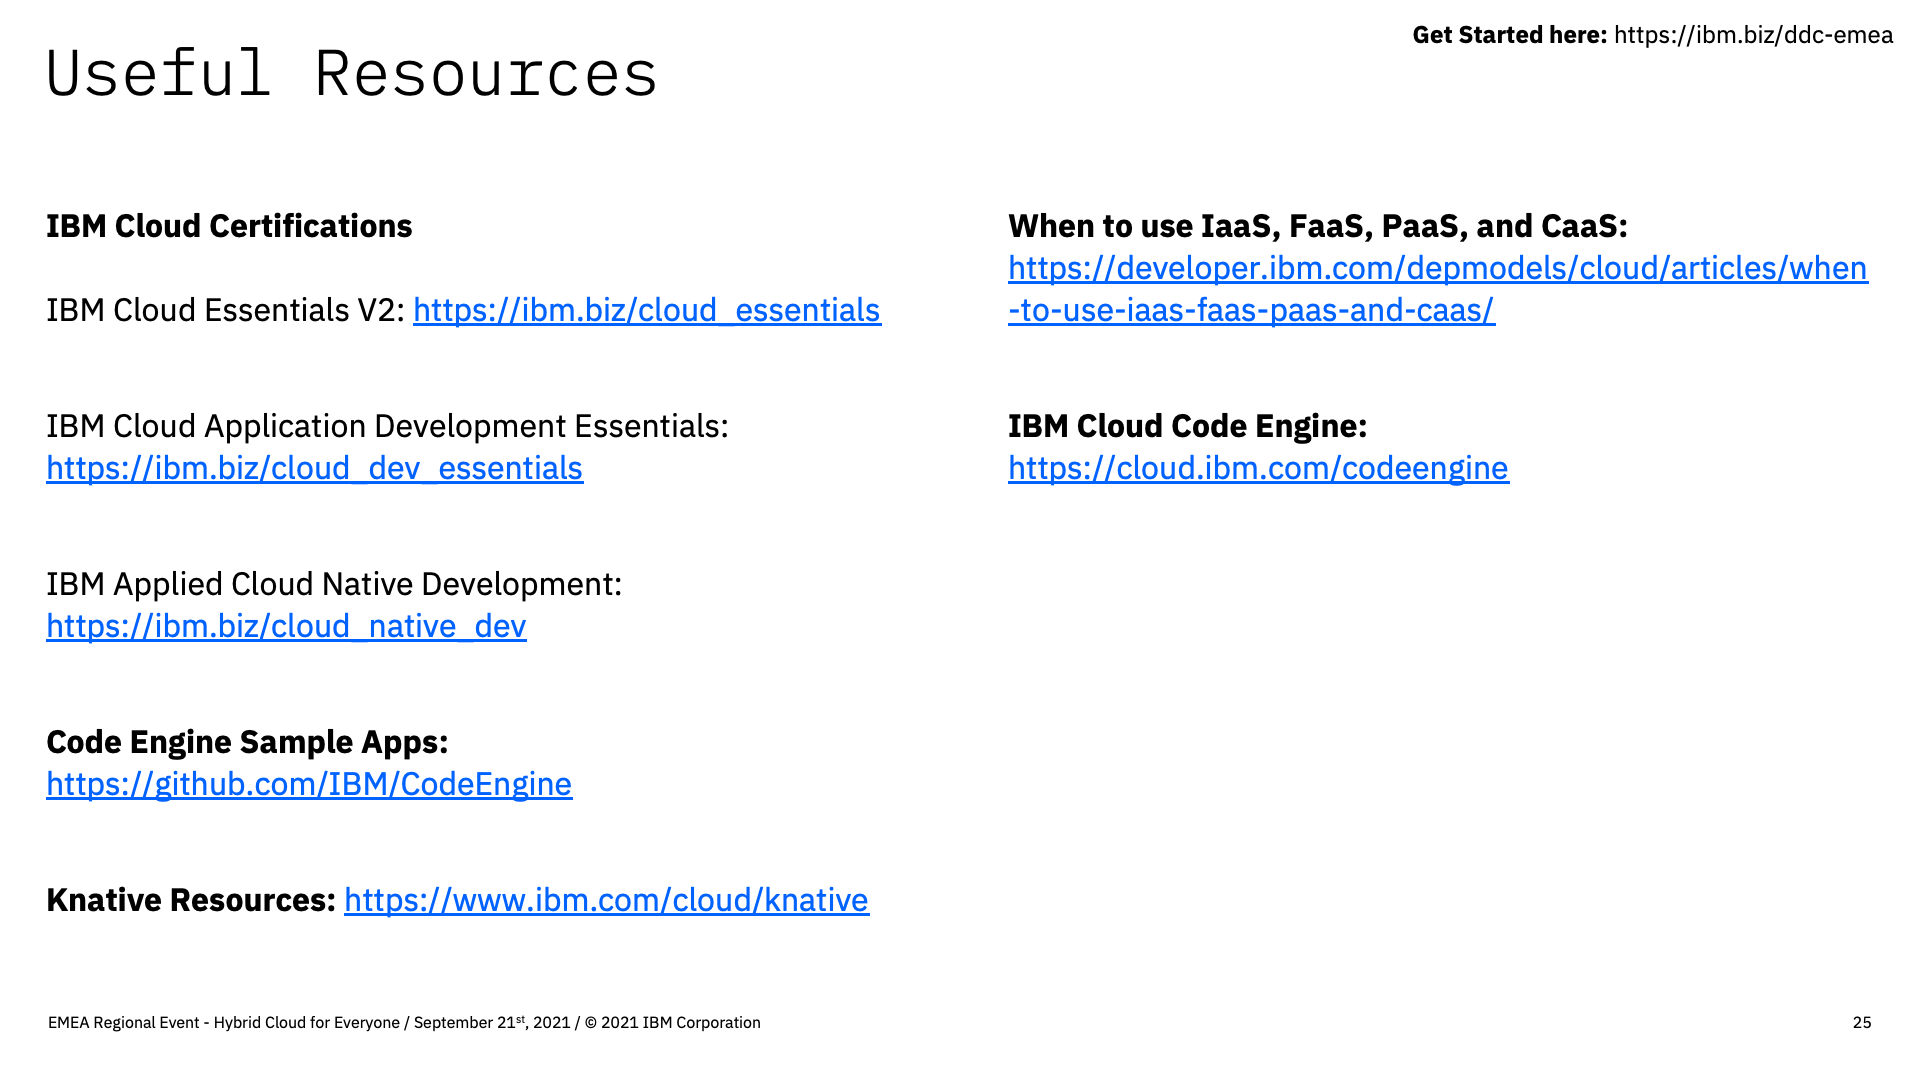 Get Started here: https://ibm.biz/ddc-emea
Useful Resources
IBM Cloud Certifications
IBM Cloud Essentials V2: https://ibm.biz/cloud_essentials
IBM Cloud Application Development Essentials:
https://ibm.biz/cloud_dev_essentials
IBM Applied Cloud Native Development:
https://ibm.biz/cloud_native_dev
Code Engine Sample Apps:
https://github.com/IBM/CodeEngine
Knative Resources: https://www.ibm.com/cloud/knative
When to use IaaS, FaaS, PaaS, and CaaS:
https://developer.ibm.com/depmodels/cloud/articles/when
-to-use-iaas-faas-paas-and-caas/
IBM Cloud Code Engine:
https://cloud.ibm.com/codeengine
EMEA Regional Event - Hybrid Cloud for Everyone / September 21st, 2021 / © 2021 IBM Corporation
25